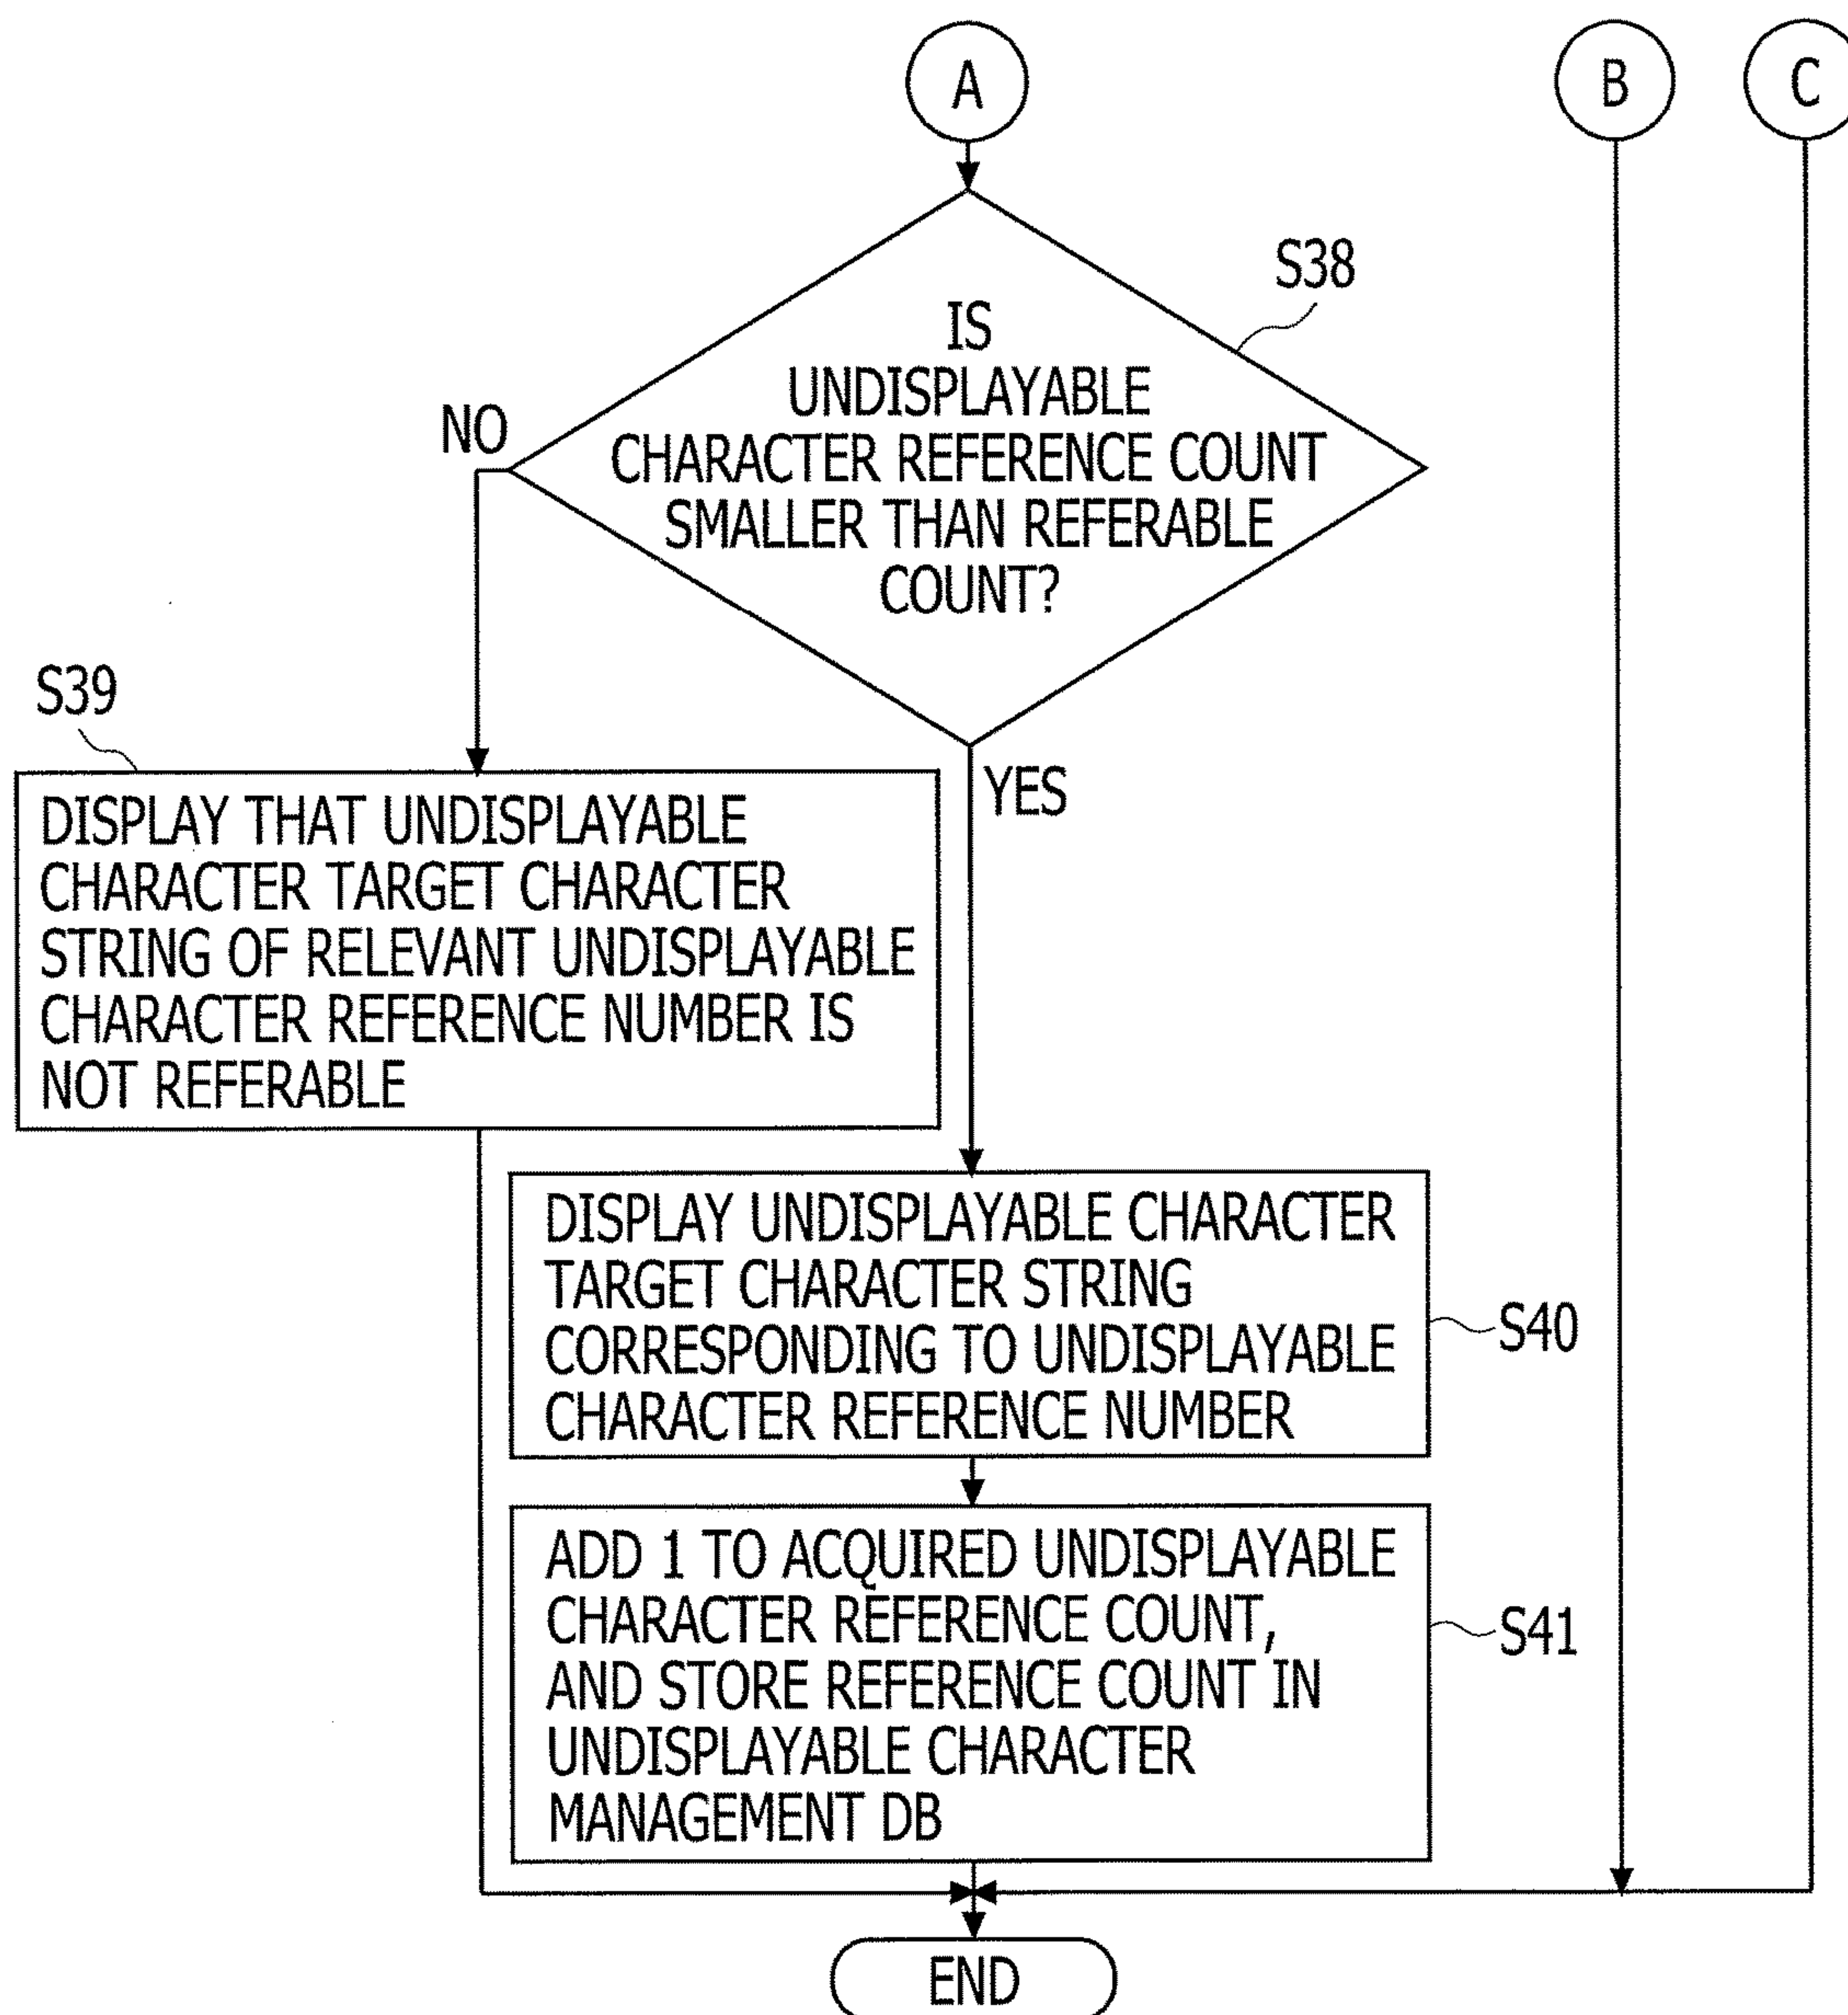 A
B
C
S38
IS
UNDISPLAYABLE
CHARACTER REFERENCE COUNT
SMALLER THAN REFERABLE
COUNT?
NO
YES
S39
DISPLAY THAT UNDISPLAYABLE
CHARACTER TARGET CHARACTER
STRING OF RELEVANT UNDISPLAYABLE
CHARACTER REFERENCE NUMBER IS
NOT REFERABLE
DISPLAY UNDISPLAYABLE CHARACTER
TARGET CHARACTER STRING
CORRESPONDING TO UNDISPLAYABLE
CHARACTER REFERENCE NUMBER
S40
ADD 1 TO ACQUIRED UNDISPLAYABLE
CHARACTER REFERENCE COUNT,
AND STORE REFERENCE COUNT IN
UNDISPLAYABLE CHARACTER
MANAGEMENT DB
S41
END